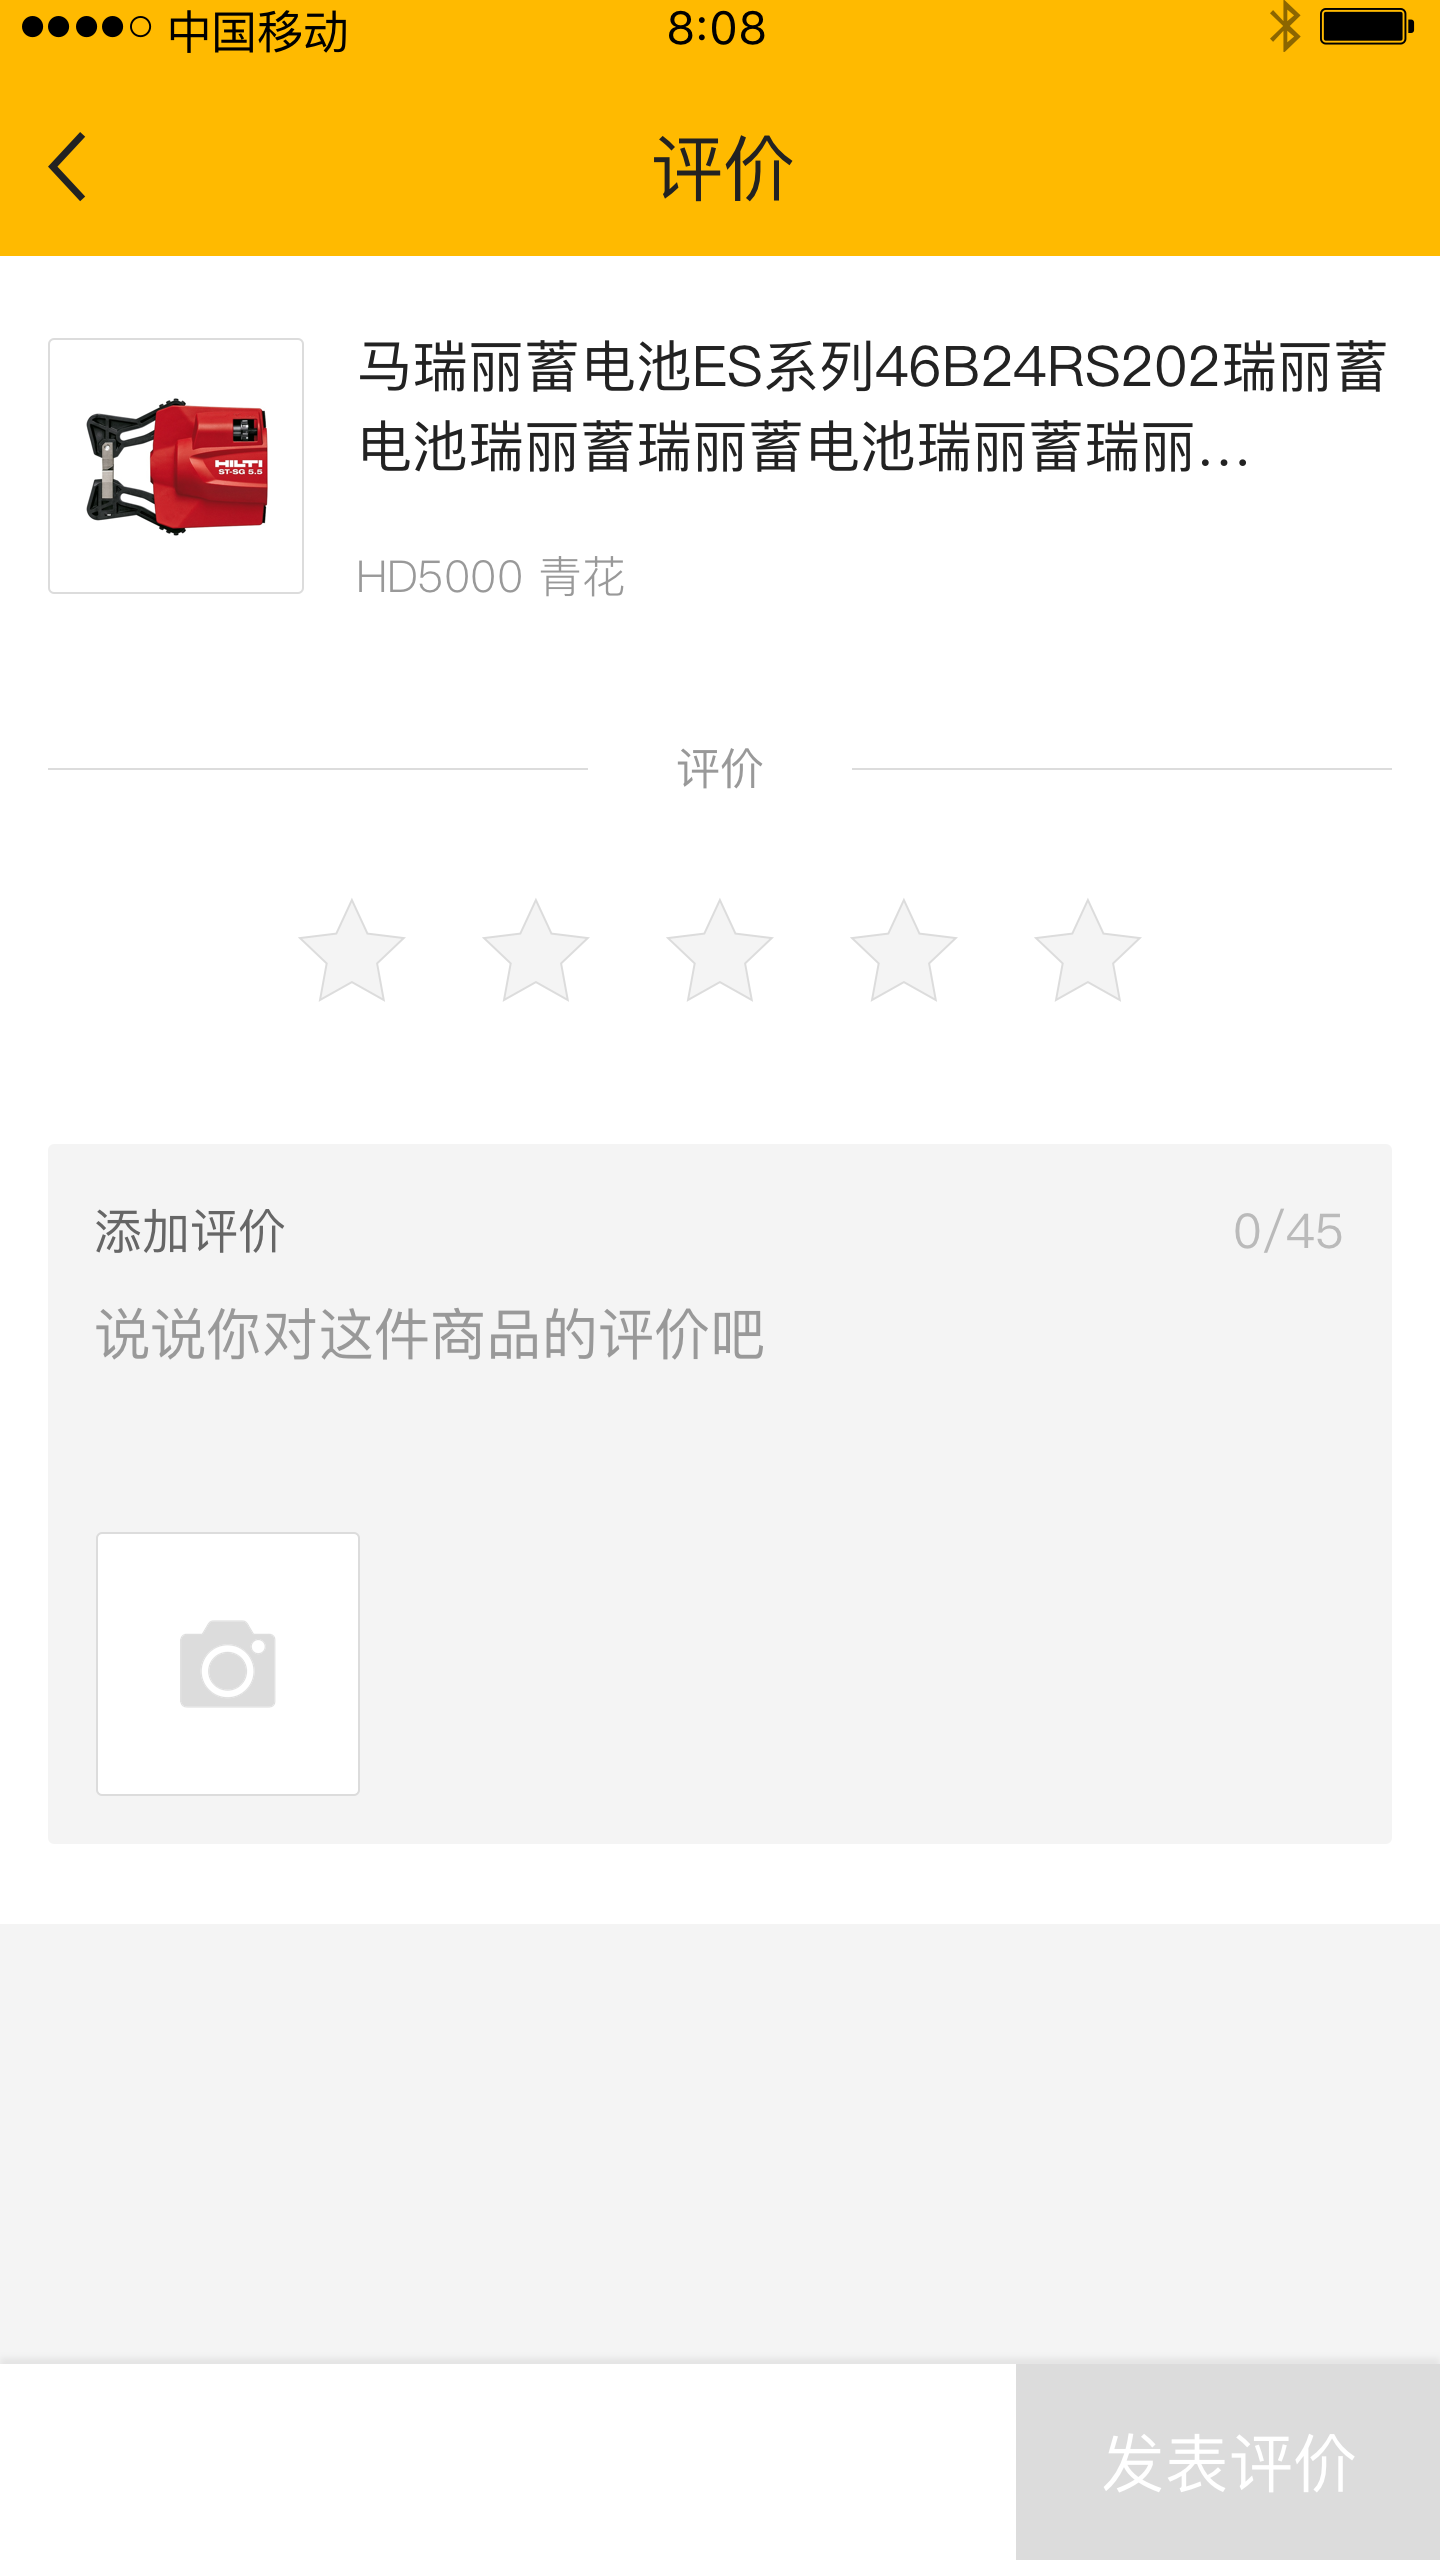 中国移动
8:08
评价
马瑞丽蓄电池ES系列46B24RS202瑞丽蓄
电池瑞丽蓄瑞丽蓄电池瑞丽蓄瑞丽...
HILTI
ST-SG 5.5
HD5000 青花
评价
添加评价
0/45
说说你对这件商品的评价吧
发表评价